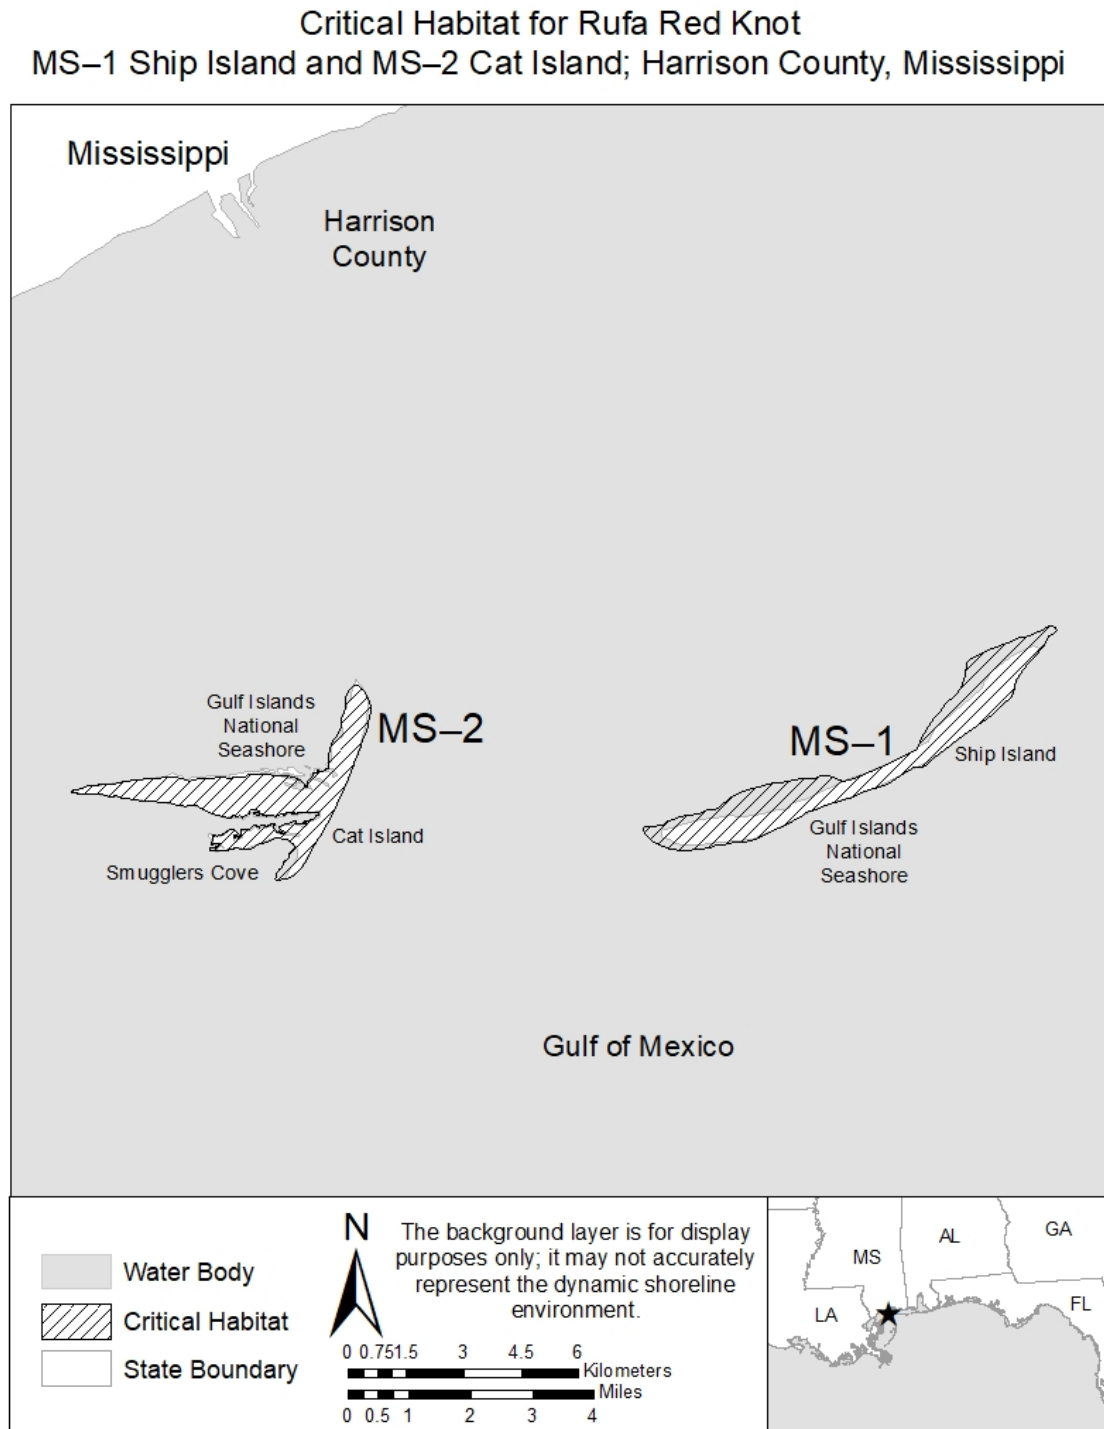 Critical Habitat for Rufa Red Knot
MS–1 Ship Island and MS–2 Cat Island; Harrison County, Mississippi
Mississippi
Harrison
County
Gulf Islands
National
Seashore
MS–2
MS–1
Ship Island
Cat Island
Gulf Islands
National
Seashore
Smugglers Cove
Gulf of Mexico
Water Body
Critical Habitat
State Boundary
N
The background layer is for display
purposes only; it may not accurately
represent the dynamic shoreline
environment.
0 0.75 1.5 3 4.5 6
Kilometers
Miles
0 0.5 1 2 3 4
MS
AL
GA
LA
FL